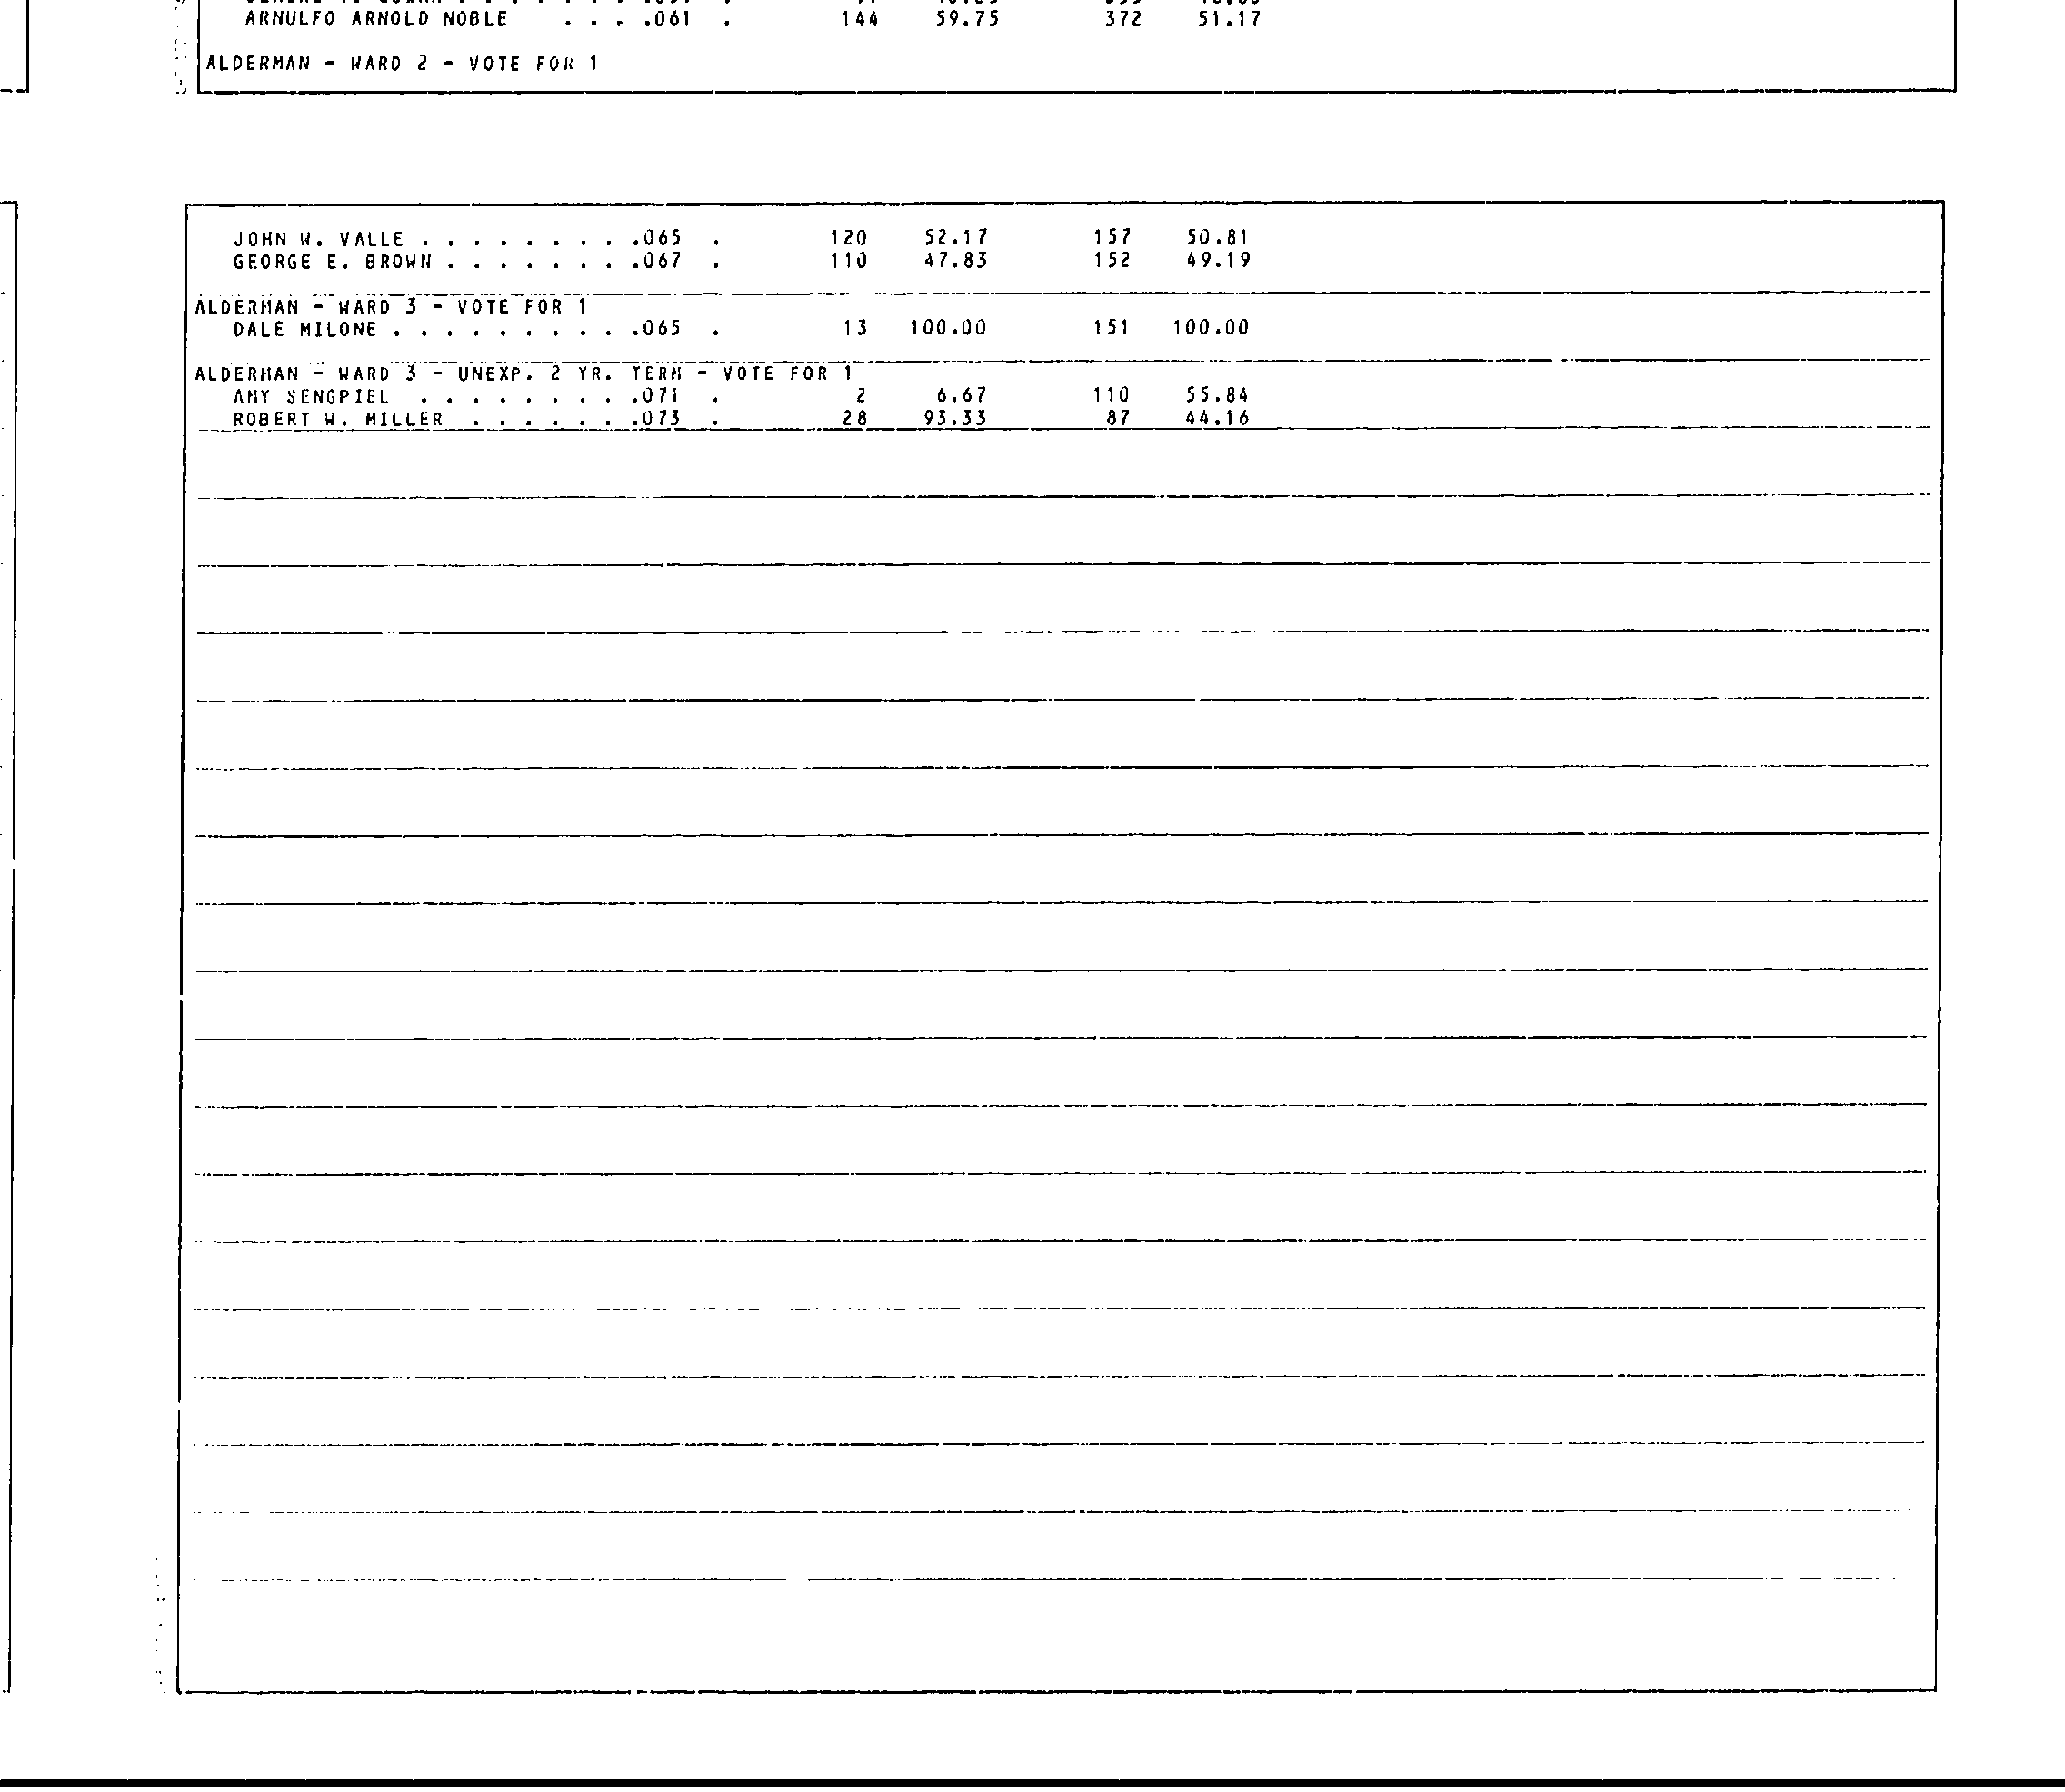 ARNULFO ARNOLD NOBLE . . . .061 . 144 59.75 372 51.17
ALDERMAN - WARD 2 - VOTE FOR 1
JOHN W. VALLE . . . . . . . . .065 . 120 52.17 157 50.81
GEORGE E. BROWN . . . . . . . .067 . 110 47.83 152 49.19
ALDERMAN - WARD 3 - VOTE FOR 1
DALE MILONE . . . . . . . . . .065 . 13 100.00 151 100.00
ALDERMAN - WARD 3 - UNEXP. 2 YR. TERM - VOTE FOR 1
AMY SENGPIEL . . . . . . . . .071 . 2 6.67 110 55.84
ROBERT W. MILLER . . . . . . .073 . 28 93.33 87 44.16